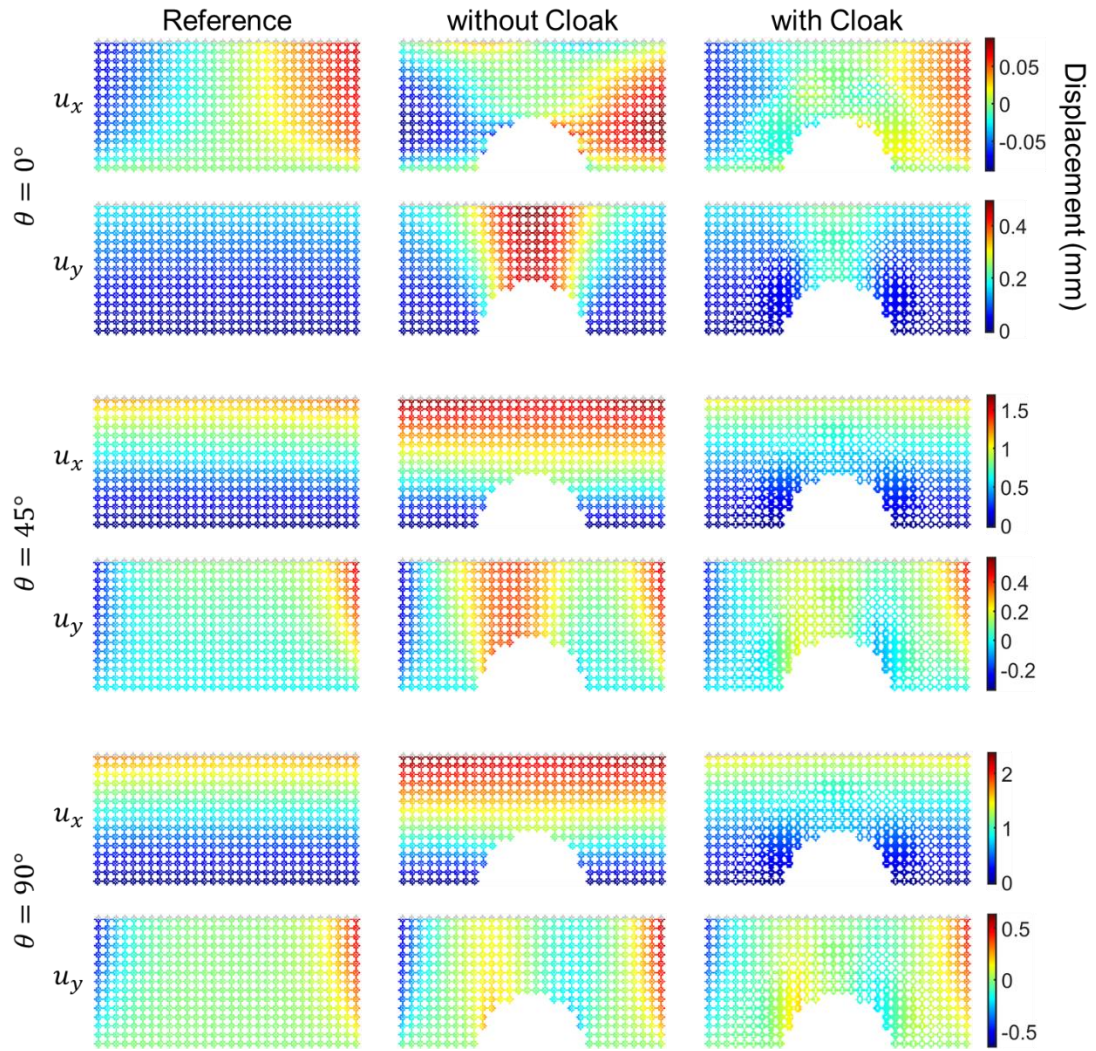 Reference without Cloak with Cloak
Displacement (mm)
θ = 0°
u_x
0.05
0
-0.05
u_y
0.4
0.2
0
θ = 45°
u_x
1.5
1
0.5
0
u_y
0.4
0.2
0
-0.2
θ = 90°
u_x
2
1
0
u_y
0.5
0
-0.5